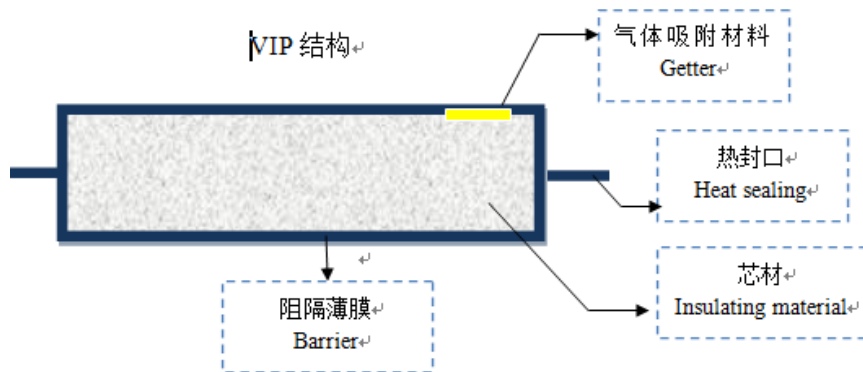 VIP 结构
气体吸附材料
Getter
热封口
Heat sealing
芯材
Insulating material
阻隔薄膜
Barrier